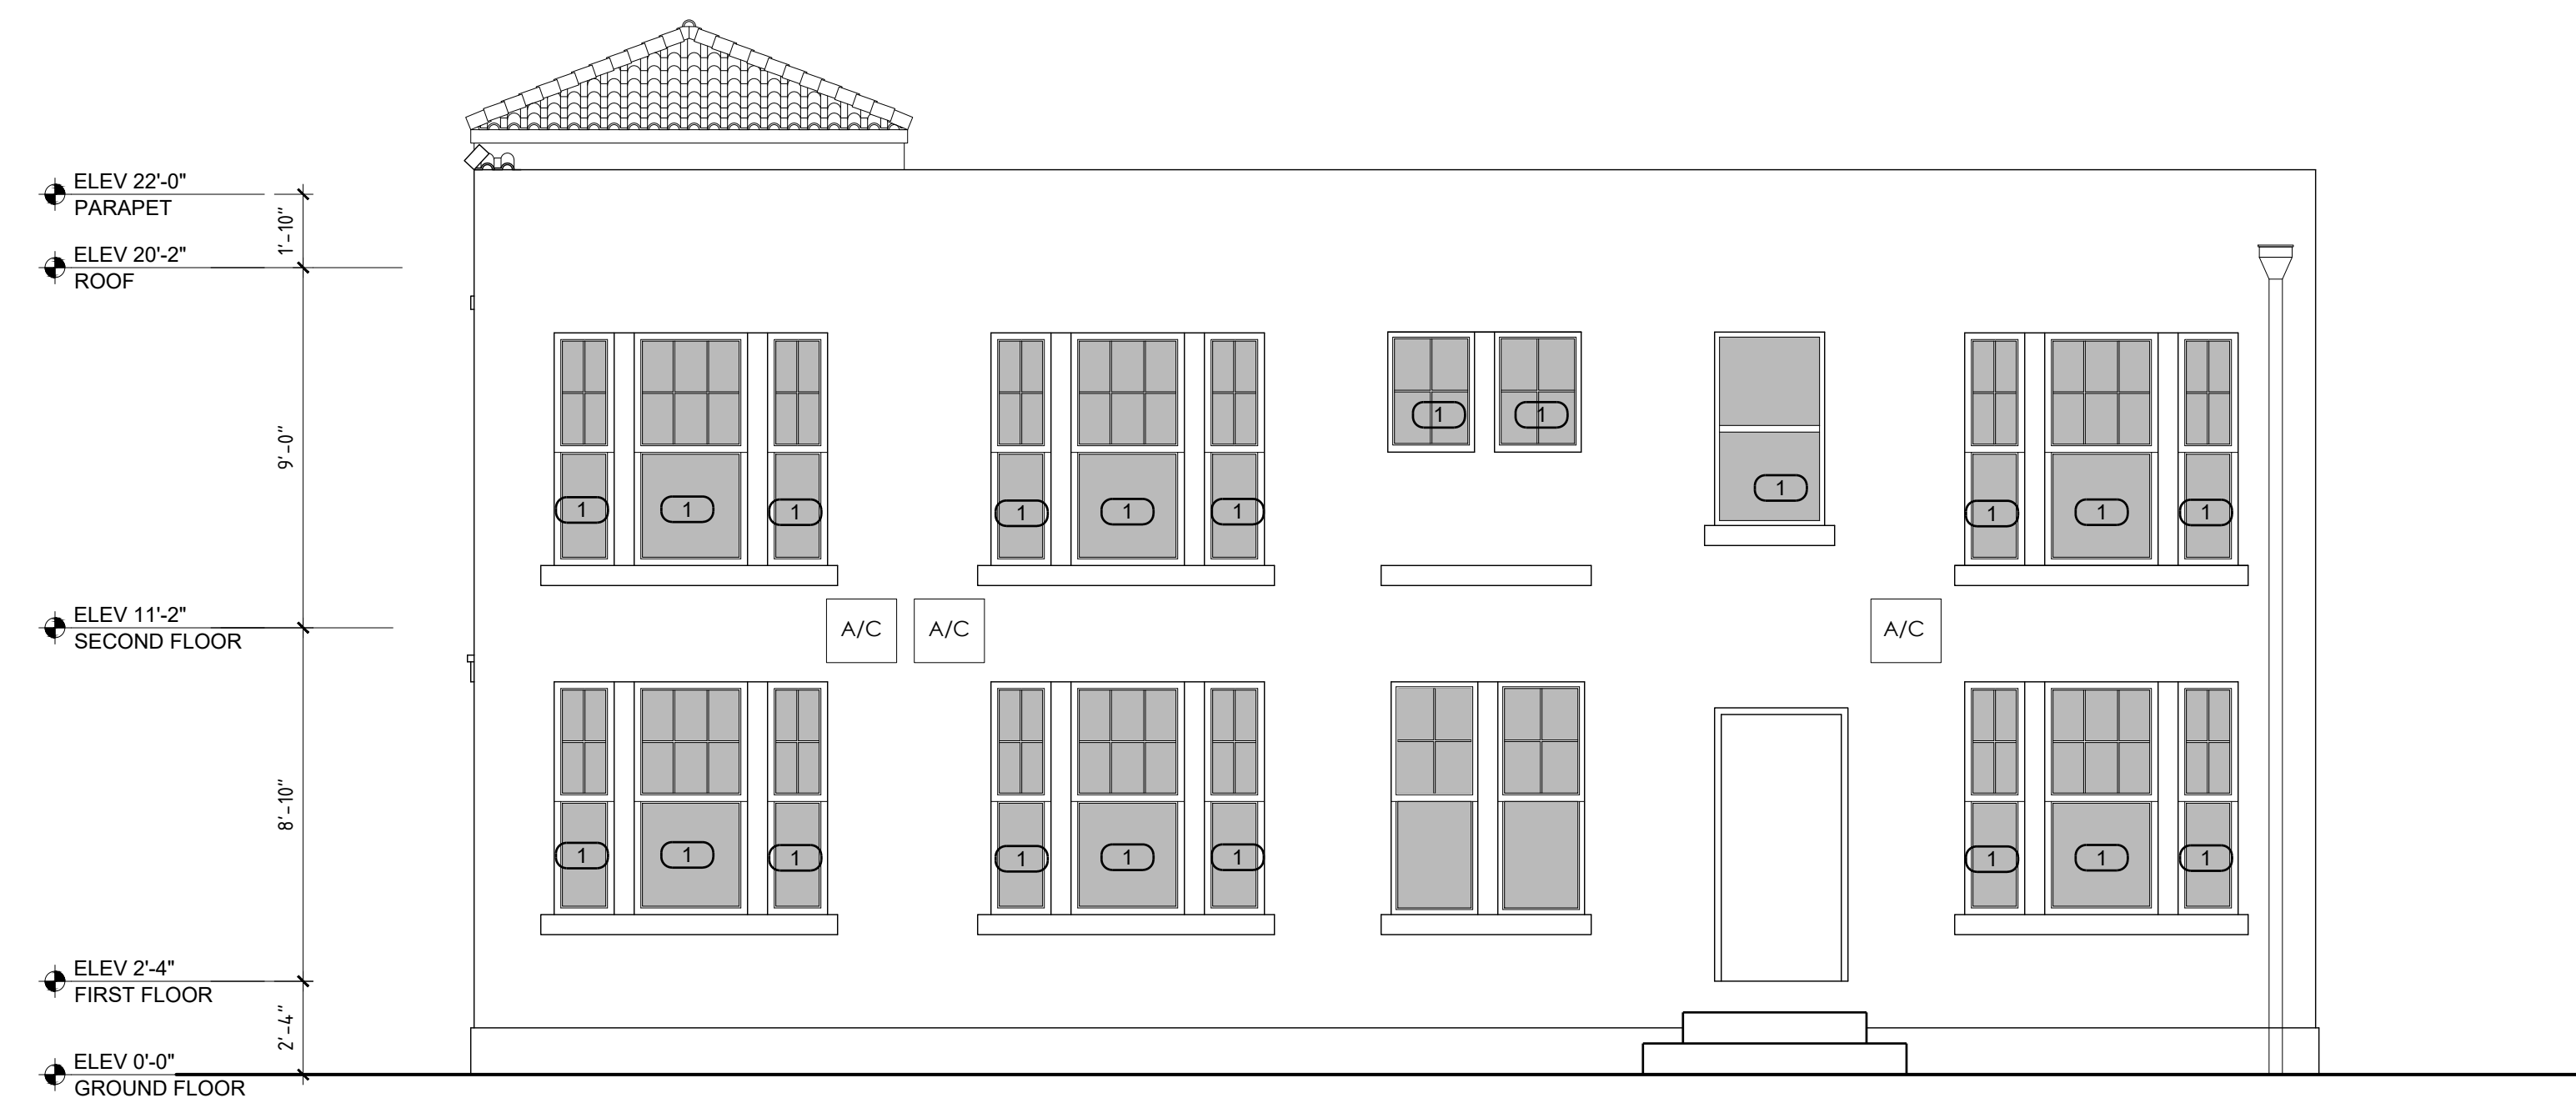 ELEV 22'-0"
PARAPET
1'-10"
ELEV 20'-2"
ROOF
9'-0"
1 1
1
1 1 1 1 1 1 1 1 1
ELEV 11'-2"
SECOND FLOOR
A/C A/C A/C
8'-10"
1 1 1 1 1 1 1 1 1
ELEV 2'-4"
FIRST FLOOR
2'-4"
ELEV 0'-0"
GROUND FLOOR